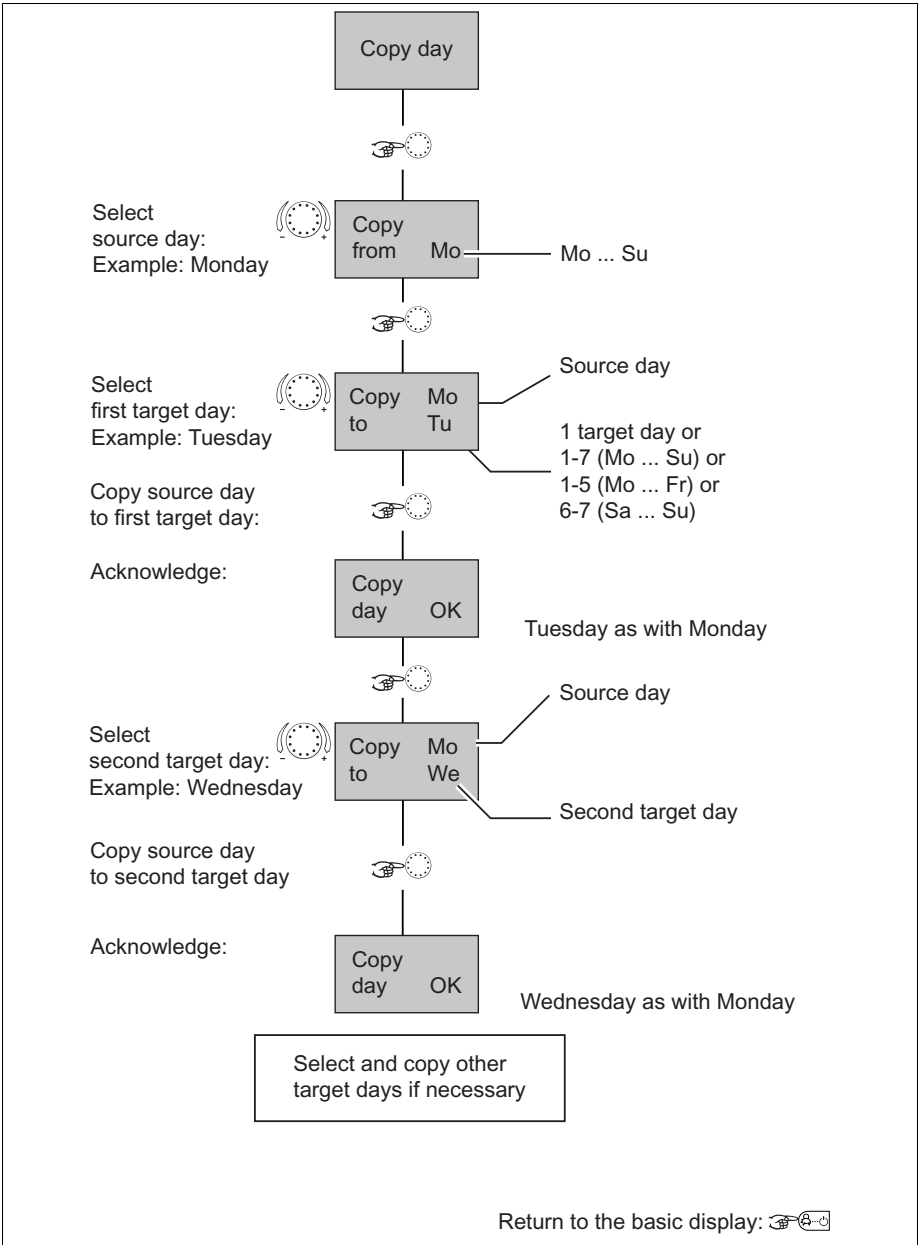 Copy day
Select
source day:
Example: Monday
- +
Copy
from Mo
Mo ... Su
Select
first target day:
Example: Tuesday
- +
Copy Mo
to Tu
Source day
1 target day or
1-7 (Mo ... Su) or
1-5 (Mo ... Fr) or
6-7 (Sa ... Su)
Copy source day
to first target day:
Acknowledge:
Copy
day OK
Tuesday as with Monday
Select
second target day:
Example: Wednesday
- +
Copy Mo
to We
Source day
Second target day
Copy source day
to second target day
Acknowledge:
Copy
day OK
Wednesday as with Monday
Select and copy other
target days if necessary
Return to the basic display: